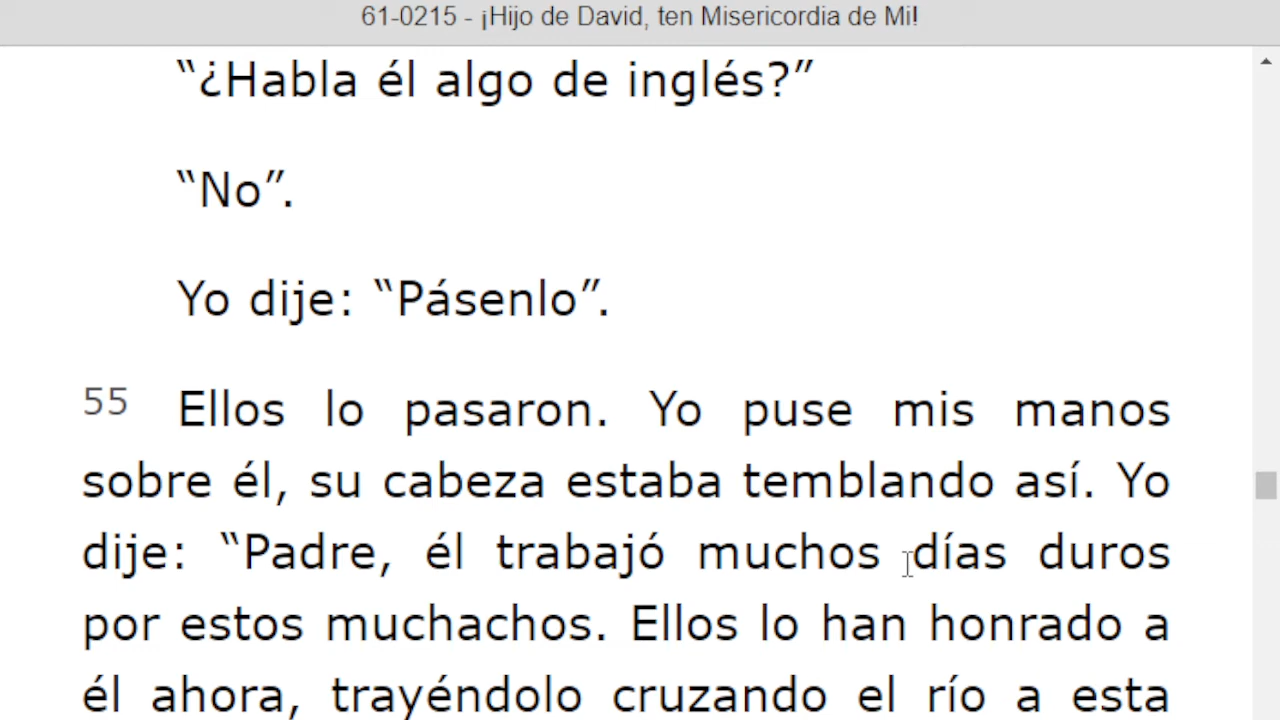 61-0215 - ¡Hijo de David, ten Misericordia de Mi!
“¿Habla él algo de inglés?”
“No”.
Yo dije: “Pásenlo”.
55 Ellos lo pasaron. Yo puse mis manos
sobre él, su cabeza estaba temblando así. Yo
dije: “Padre, él trabajó muchos días duros
por estos muchachos. Ellos lo han honrado a
él ahora, trayéndolo cruzando el río a esta